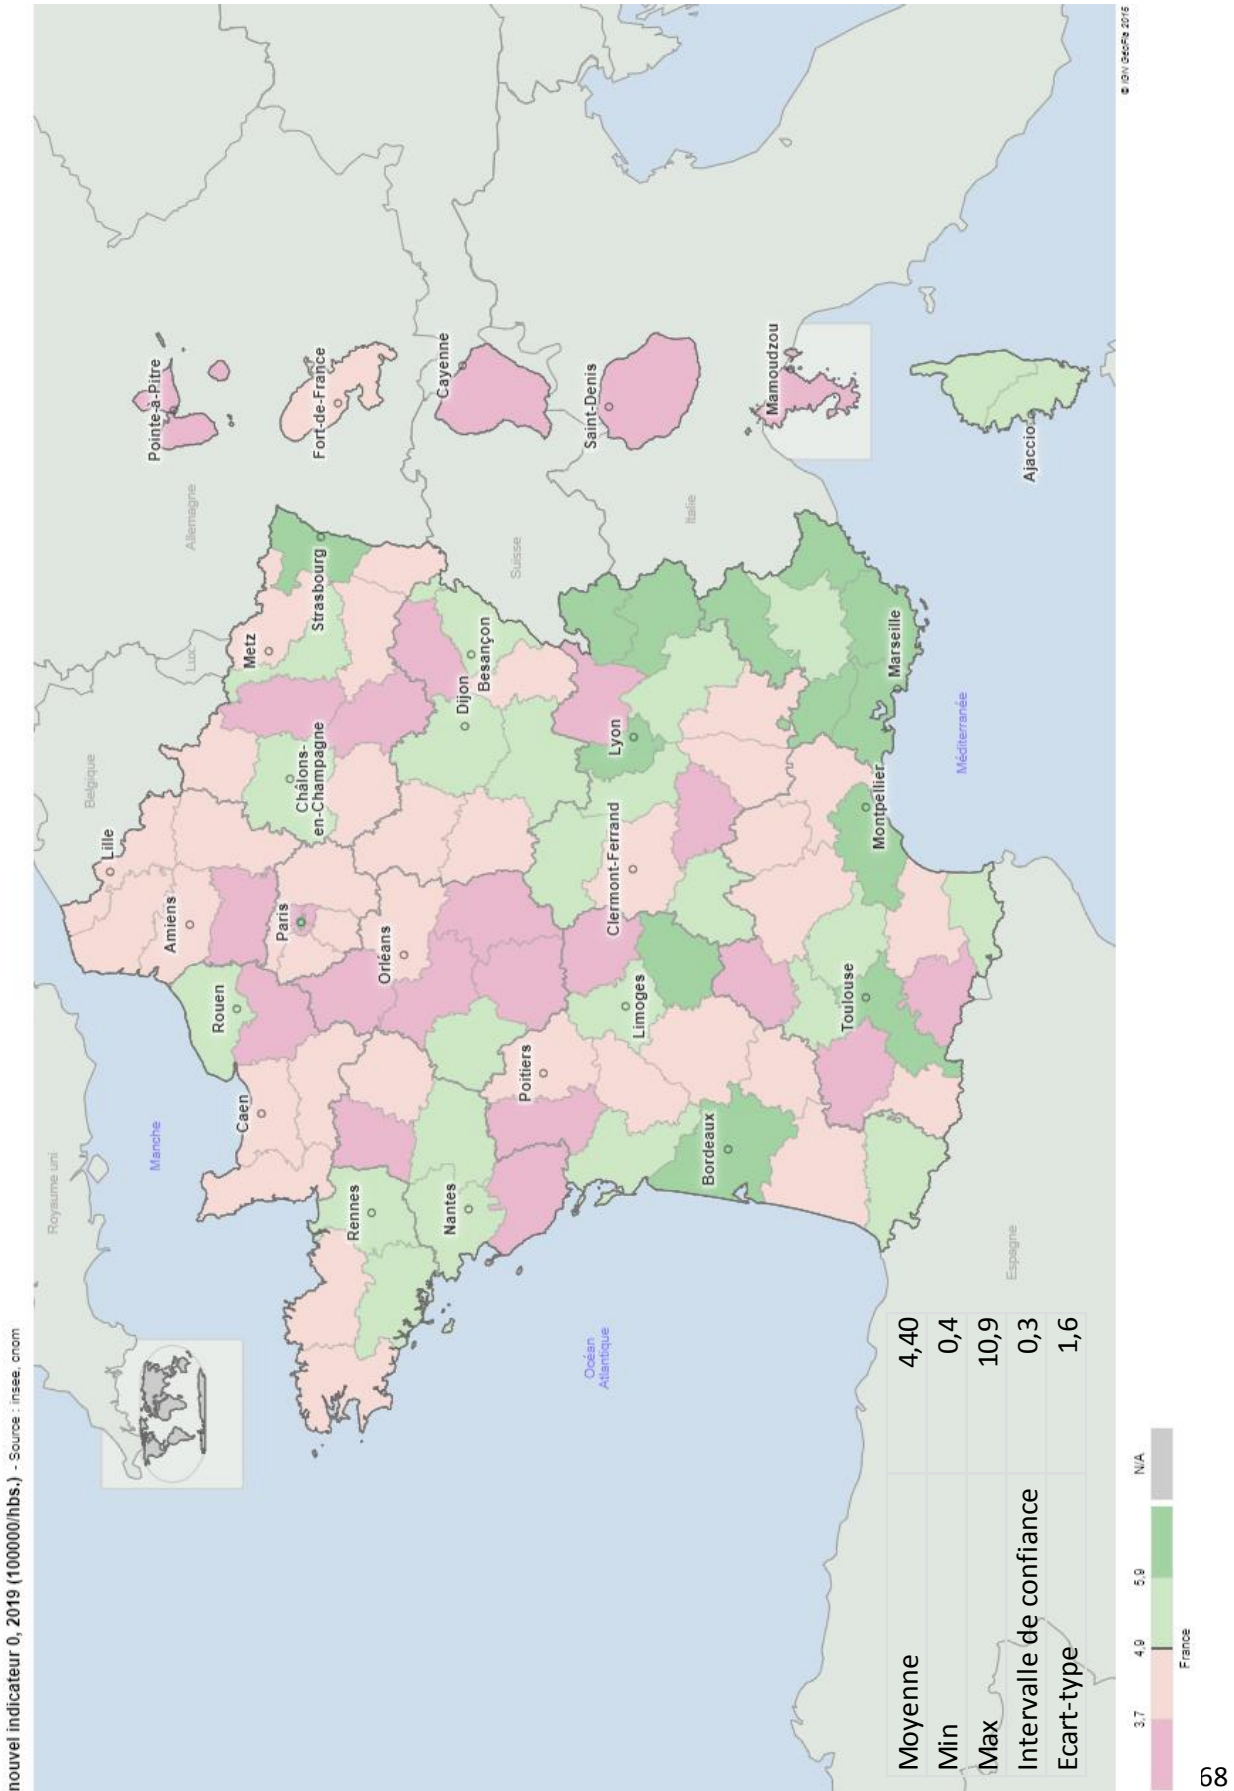 nouvel indicateur 0, 2019 (100000/hbs.) - Source : insee, cnom
Royaume uni
Manche
Belgique
Lux.
Allemagne
Suisse
Italie
Espagne
Océan
Atlantique
Méditerranée
Lille
Amiens
Rouen
Caen
Paris
Châlons-
en-Champagne
Metz
Strasbourg
Rennes
Orléans
Nantes
Dijon
Besançon
Poitiers
Limoges
Clermont-Ferrand
Lyon
Bordeaux
Toulouse
Montpellier
Marseille
Ajaccio
Pointe-à-Pitre
Fort-de-France
Cayenne
Saint-Denis
Mamoudzou
Moyenne 4,40
Min 0,4
Max 10,9
Intervalle de confiance 0,3
Ecart-type 1,6
3,7 4,9 5,9 N/A
France
© IGN GéoFla 2015
68